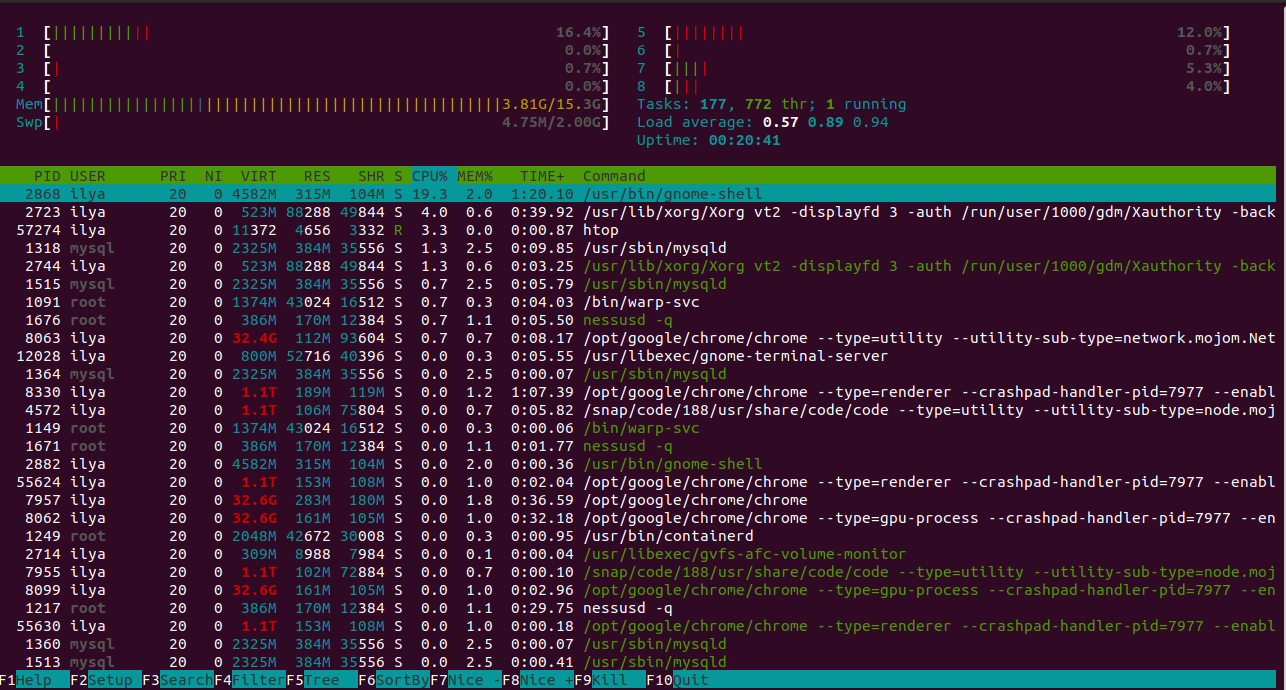 1 [||||||||||| 16.4%] 5 [|||||||| 12.0%]
2 [ 0.0%] 6 [| 0.7%]
3 [| 0.7%] 7 [|||| 5.3%]
4 [ 0.0%] 8 [||| 4.0%]
Mem[||||||||||||||||||||||||||||||||||||||||||||||||||3.81G/15.3G] Tasks: 177, 772 thr; 1 running
Swp[| 4.75M/2.00G] Load average: 0.57 0.89 0.94
Uptime: 00:20:41
PID USER PRI NI VIRT RES SHR S CPU% MEM% TIME+ Command
2868 ilya 20 0 4582M 315M 104M S 19.3 2.0 1:20.10 /usr/bin/gnome-shell
2723 ilya 20 0 523M 88288 49844 S 4.0 0.6 0:39.92 /usr/lib/xorg/Xorg vt2 -displayfd 3 -auth /run/user/1000/gdm/Xauthority -back
57274 ilya 20 0 11372 4656 3332 R 3.3 0.0 0:00.87 htop
1318 mysql 20 0 2325M 384M 35556 S 1.3 2.5 0:09.85 /usr/sbin/mysqld
2744 ilya 20 0 523M 88288 49844 S 1.3 0.6 0:03.25 /usr/lib/xorg/Xorg vt2 -displayfd 3 -auth /run/user/1000/gdm/Xauthority -back
1515 mysql 20 0 2325M 384M 35556 S 0.7 2.5 0:05.79 /usr/sbin/mysqld
1091 root 20 0 1374M 43024 16512 S 0.7 0.3 0:04.03 /bin/warp-svc
1676 root 20 0 386M 170M 12384 S 0.7 1.1 0:05.50 nessusd -q
8063 ilya 20 0 32.4G 112M 93604 S 0.7 0.7 0:08.17 /opt/google/chrome/chrome --type=utility --utility-sub-type=network.mojom.Net
12028 ilya 20 0 800M 52716 40396 S 0.0 0.3 0:05.55 /usr/libexec/gnome-terminal-server
1364 mysql 20 0 2325M 384M 35556 S 0.0 2.5 0:00.07 /usr/sbin/mysqld
8330 ilya 20 0 1.1T 189M 119M S 0.0 1.2 1:07.39 /opt/google/chrome/chrome --type=renderer --crashpad-handler-pid=7977 --enabl
4572 ilya 20 0 1.1T 106M 75804 S 0.0 0.7 0:05.82 /snap/code/188/usr/share/code/code --type=utility --utility-sub-type=node.moj
1149 root 20 0 1374M 43024 16512 S 0.0 0.3 0:00.06 /bin/warp-svc
1671 root 20 0 386M 170M 12384 S 0.0 1.1 0:01.77 nessusd -q
2882 ilya 20 0 4582M 315M 104M S 0.0 2.0 0:00.36 /usr/bin/gnome-shell
55624 ilya 20 0 1.1T 153M 108M S 0.0 1.0 0:02.04 /opt/google/chrome/chrome --type=renderer --crashpad-handler-pid=7977 --enabl
7957 ilya 20 0 32.6G 283M 180M S 0.0 1.8 0:36.59 /opt/google/chrome/chrome
8062 ilya 20 0 32.6G 161M 105M S 0.0 1.0 0:32.18 /opt/google/chrome/chrome --type=gpu-process --crashpad-handler-pid=7977 --en
1249 root 20 0 2048M 42672 30008 S 0.0 0.3 0:00.95 /usr/bin/containerd
2714 ilya 20 0 309M 8988 7984 S 0.0 0.1 0:00.04 /usr/libexec/gvfs-afc-volume-monitor
7955 ilya 20 0 1.1T 102M 72884 S 0.0 0.7 0:00.10 /snap/code/188/usr/share/code/code --type=utility --utility-sub-type=node.moj
8099 ilya 20 0 32.6G 161M 105M S 0.0 1.0 0:02.96 /opt/google/chrome/chrome --type=gpu-process --crashpad-handler-pid=7977 --en
1217 root 20 0 386M 170M 12384 S 0.0 1.1 0:29.75 nessusd -q
55630 ilya 20 0 1.1T 153M 108M S 0.0 1.0 0:00.18 /opt/google/chrome/chrome --type=renderer --crashpad-handler-pid=7977 --enabl
1360 mysql 20 0 2325M 384M 35556 S 0.0 2.5 0:00.07 /usr/sbin/mysqld
1513 mysql 20 0 2325M 384M 35556 S 0.0 2.5 0:00.41 /usr/sbin/mysqld
F1Help F2Setup F3SearchF4FilterF5Tree F6SortByF7Nice -F8Nice +F9Kill F10Quit